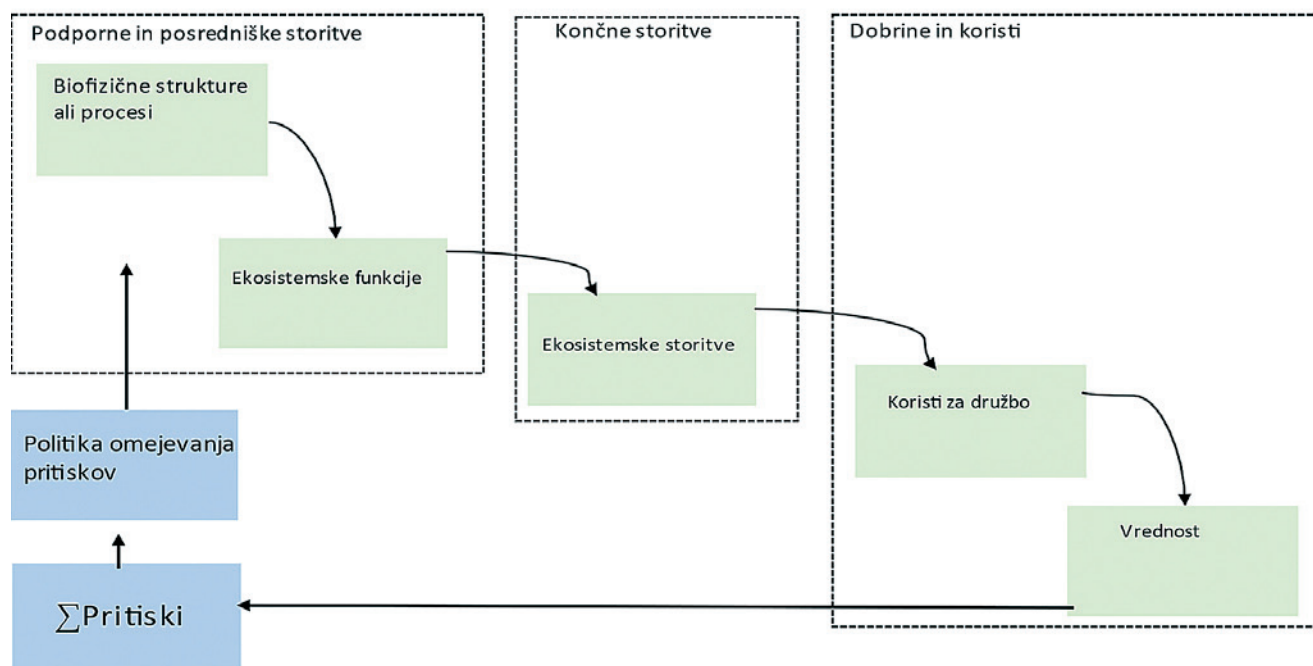 Podporne in posredniške storitve
Biofizične strukture
ali procesi
Ekosistemske funkcije
Končne storitve
Ekosistemske storitve
Dobrine in koristi
Koristi za družbo
Vrednost
Politika omejevanja
pritiskov
∑Pritiski